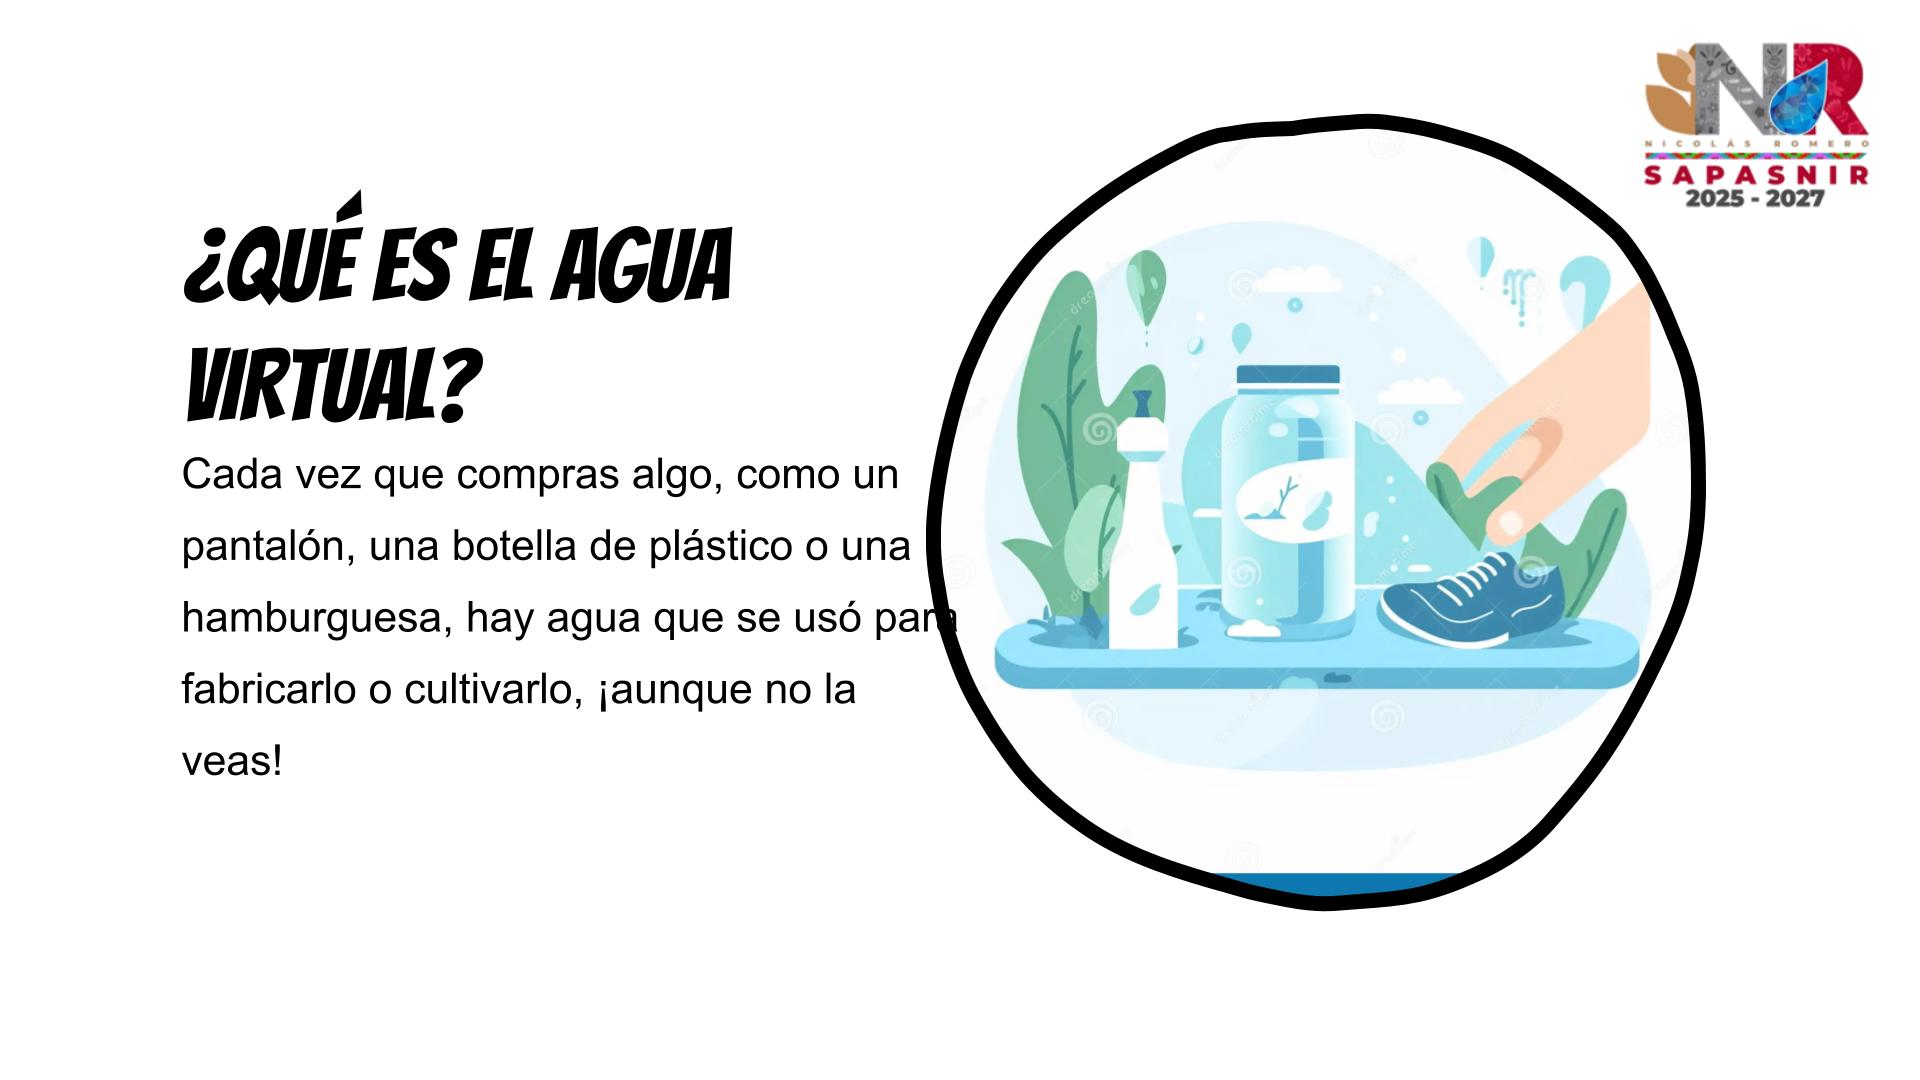 NICOLÁS ROMERO
SAPASNIR
2025 - 2027
¿QUÉ ES EL AGUA
VIRTUAL?
Cada vez que compras algo, como un
pantalón, una botella de plástico o una
hamburguesa, hay agua que se usó para
fabricarlo o cultivarlo, ¡aunque no la
veas!